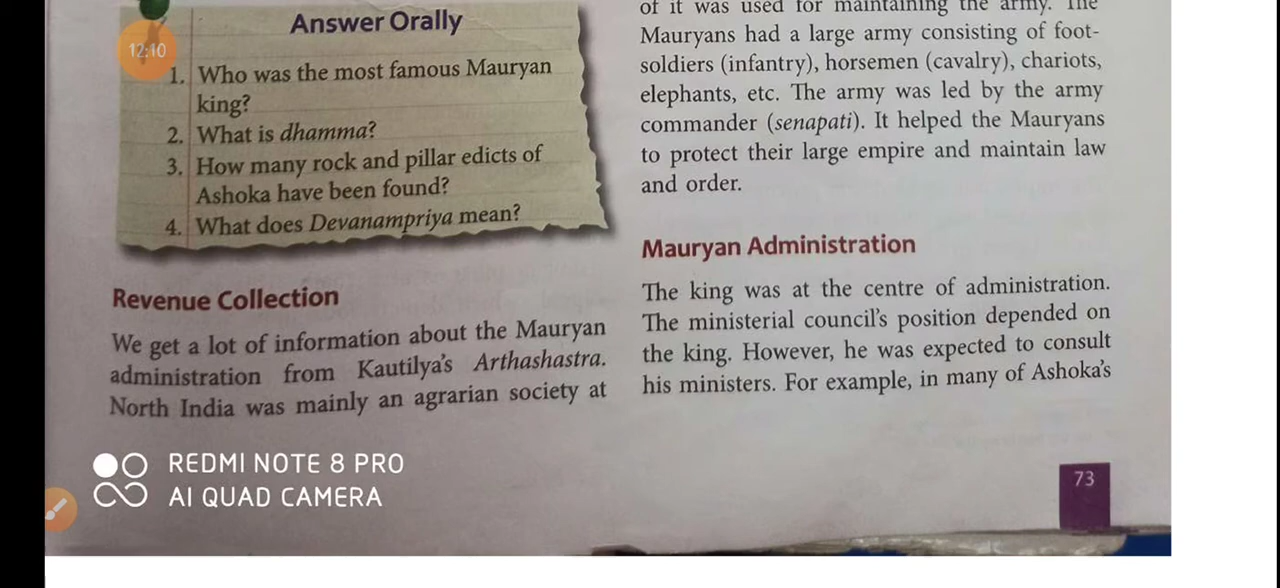 Answer Orally
12:10
1. Who was the most famous Mauryan
king?
2. What is dhamma?
3. How many rock and pillar edicts of
Ashoka have been found?
4. What does Devanampriya mean?
Revenue Collection
We get a lot of information about the Mauryan
administration from Kautilya's Arthashastra.
North India was mainly an agrarian society at
of it was used for maintaining the army. The
Mauryans had a large army consisting of foot-
soldiers (infantry), horsemen (cavalry), chariots,
elephants, etc. The army was led by the army
commander (senapati). It helped the Mauryans
to protect their large empire and maintain law
and order.
Mauryan Administration
The king was at the centre of administration.
The ministerial council's position depended on
the king. However, he was expected to consult
his ministers. For example, in many of Ashoka's
REDMI NOTE 8 PRO
AI QUAD CAMERA
73